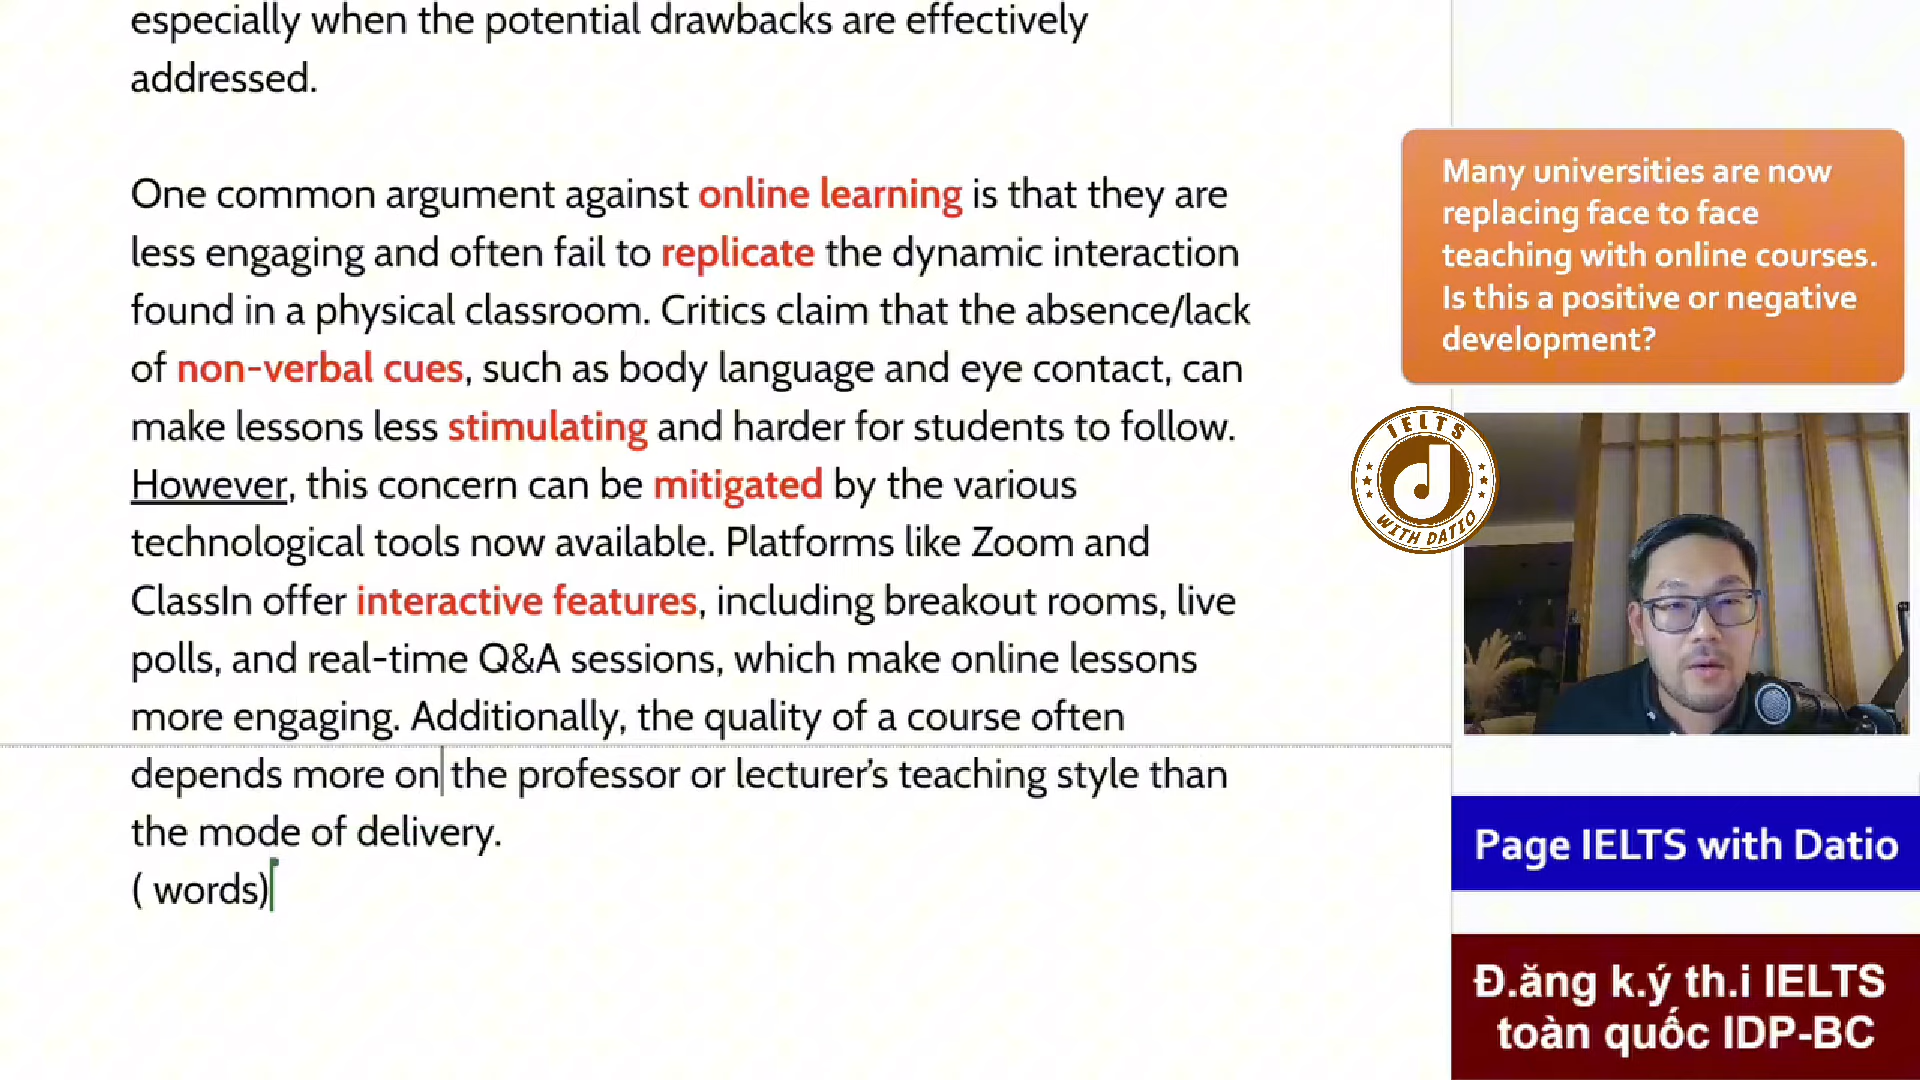 especially when the potential drawbacks are effectively
addressed.
One common argument against online learning is that they are
less engaging and often fail to replicate the dynamic interaction
found in a physical classroom. Critics claim that the absence/lack
of non-verbal cues, such as body language and eye contact, can
make lessons less stimulating and harder for students to follow.
However, this concern can be mitigated by the various
technological tools now available. Platforms like Zoom and
ClassIn offer interactive features, including breakout rooms, live
polls, and real-time Q&A sessions, which make online lessons
more engaging. Additionally, the quality of a course often
depends more on the professor or lecturer's teaching style than
the mode of delivery.
( words)
Many universities are now
replacing face to face
teaching with online courses.
Is this a positive or negative
development?
IELTS
WITH DATIO
Page IELTS with Datio
Đ.ăng k.ý th.i IELTS
toàn quốc IDP-BC